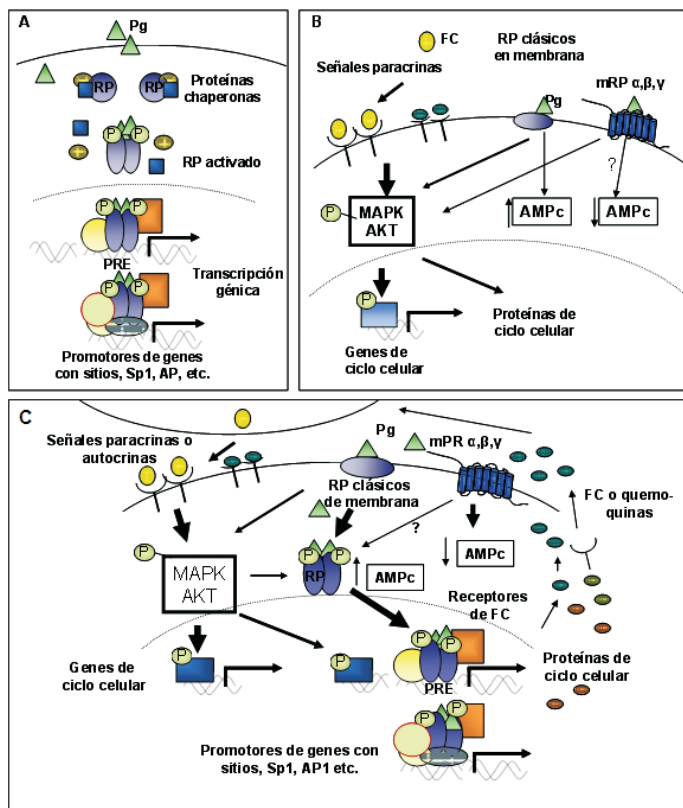 A
Pg
RP
RP
Proteínas
chaperonas
P
P
RP activado
P
P
PRE
P
P
Transcripción
génica
Promotores de genes
con sitios, Sp1, AP, etc.
B
FC
RP clásicos
en membrana
Señales paracrinas
mRP α,β,γ
Pg
?
P
MAPK
AKT
AMPc
AMPc
P
Genes de
ciclo celular
Proteínas de
ciclo celular
C
Señales paracrinas o
autocrinas
Pg
mPR α,β,γ
RP clásicos
de membrana
FC o quemo-
quinas
?
P
MAPK
AKT
P
P
RP
AMPc
AMPc
Receptores
de FC
Genes de
ciclo celular
P
P
P
P
PRE
Proteínas de
ciclo celular
P
P
Promotores de genes con
sitios, Sp1, AP1 etc.